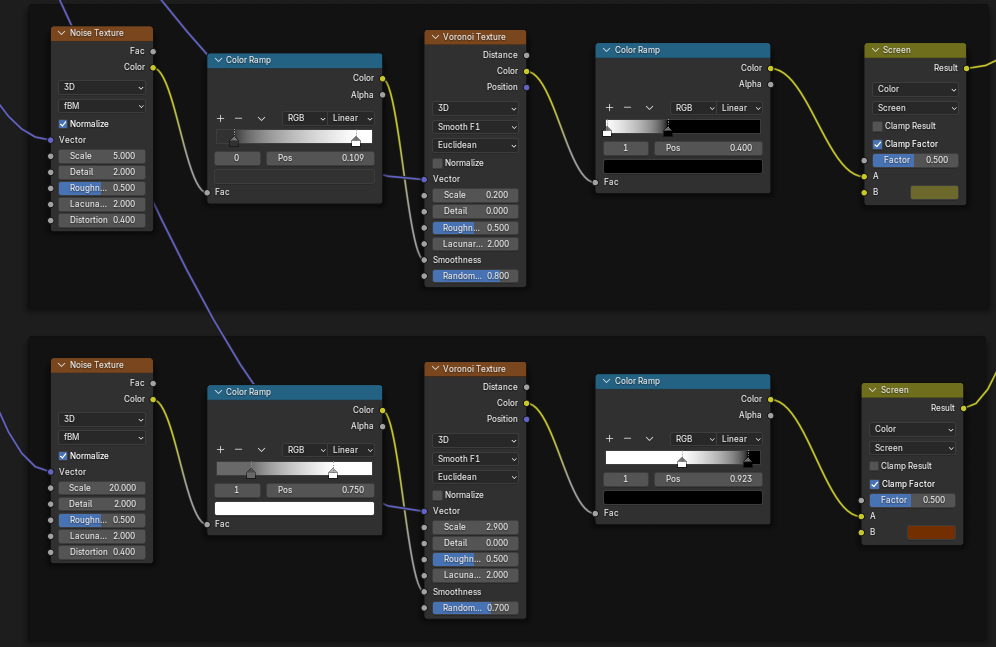 Noise Texture
Fac
Color
3D
fBM
Normalize
Vector
Scale 5.000
Detail 2.000
Roughn... 0.500
Lacuna... 2.000
Distortion 0.400
Color Ramp
Color
Alpha
+ − RGB Linear
0 Pos 0.109
Fac
Voronoi Texture
Distance
Color
Position
3D
Smooth F1
Euclidean
Normalize
Vector
Scale 0.200
Detail 0.000
Roughn... 0.500
Lacunar... 2.000
Smoothness
Random... 0.800
Color Ramp
Color
Alpha
+ − RGB Linear
1 Pos 0.400
Fac
Screen
Result
Color
Screen
Clamp Result
Clamp Factor
Factor 0.500
A
B
Noise Texture
Fac
Color
3D
fBM
Normalize
Vector
Scale 20.000
Detail 2.000
Roughn... 0.500
Lacuna... 2.000
Distortion 0.400
Color Ramp
Color
Alpha
+ − RGB Linear
1 Pos 0.750
Fac
Voronoi Texture
Distance
Color
Position
3D
Smooth F1
Euclidean
Normalize
Vector
Scale 2.900
Detail 0.000
Roughn... 0.500
Lacuna... 2.000
Smoothness
Random... 0.700
Color Ramp
Color
Alpha
+ − RGB Linear
1 Pos 0.923
Fac
Screen
Result
Color
Screen
Clamp Result
Clamp Factor
Factor 0.500
A
B